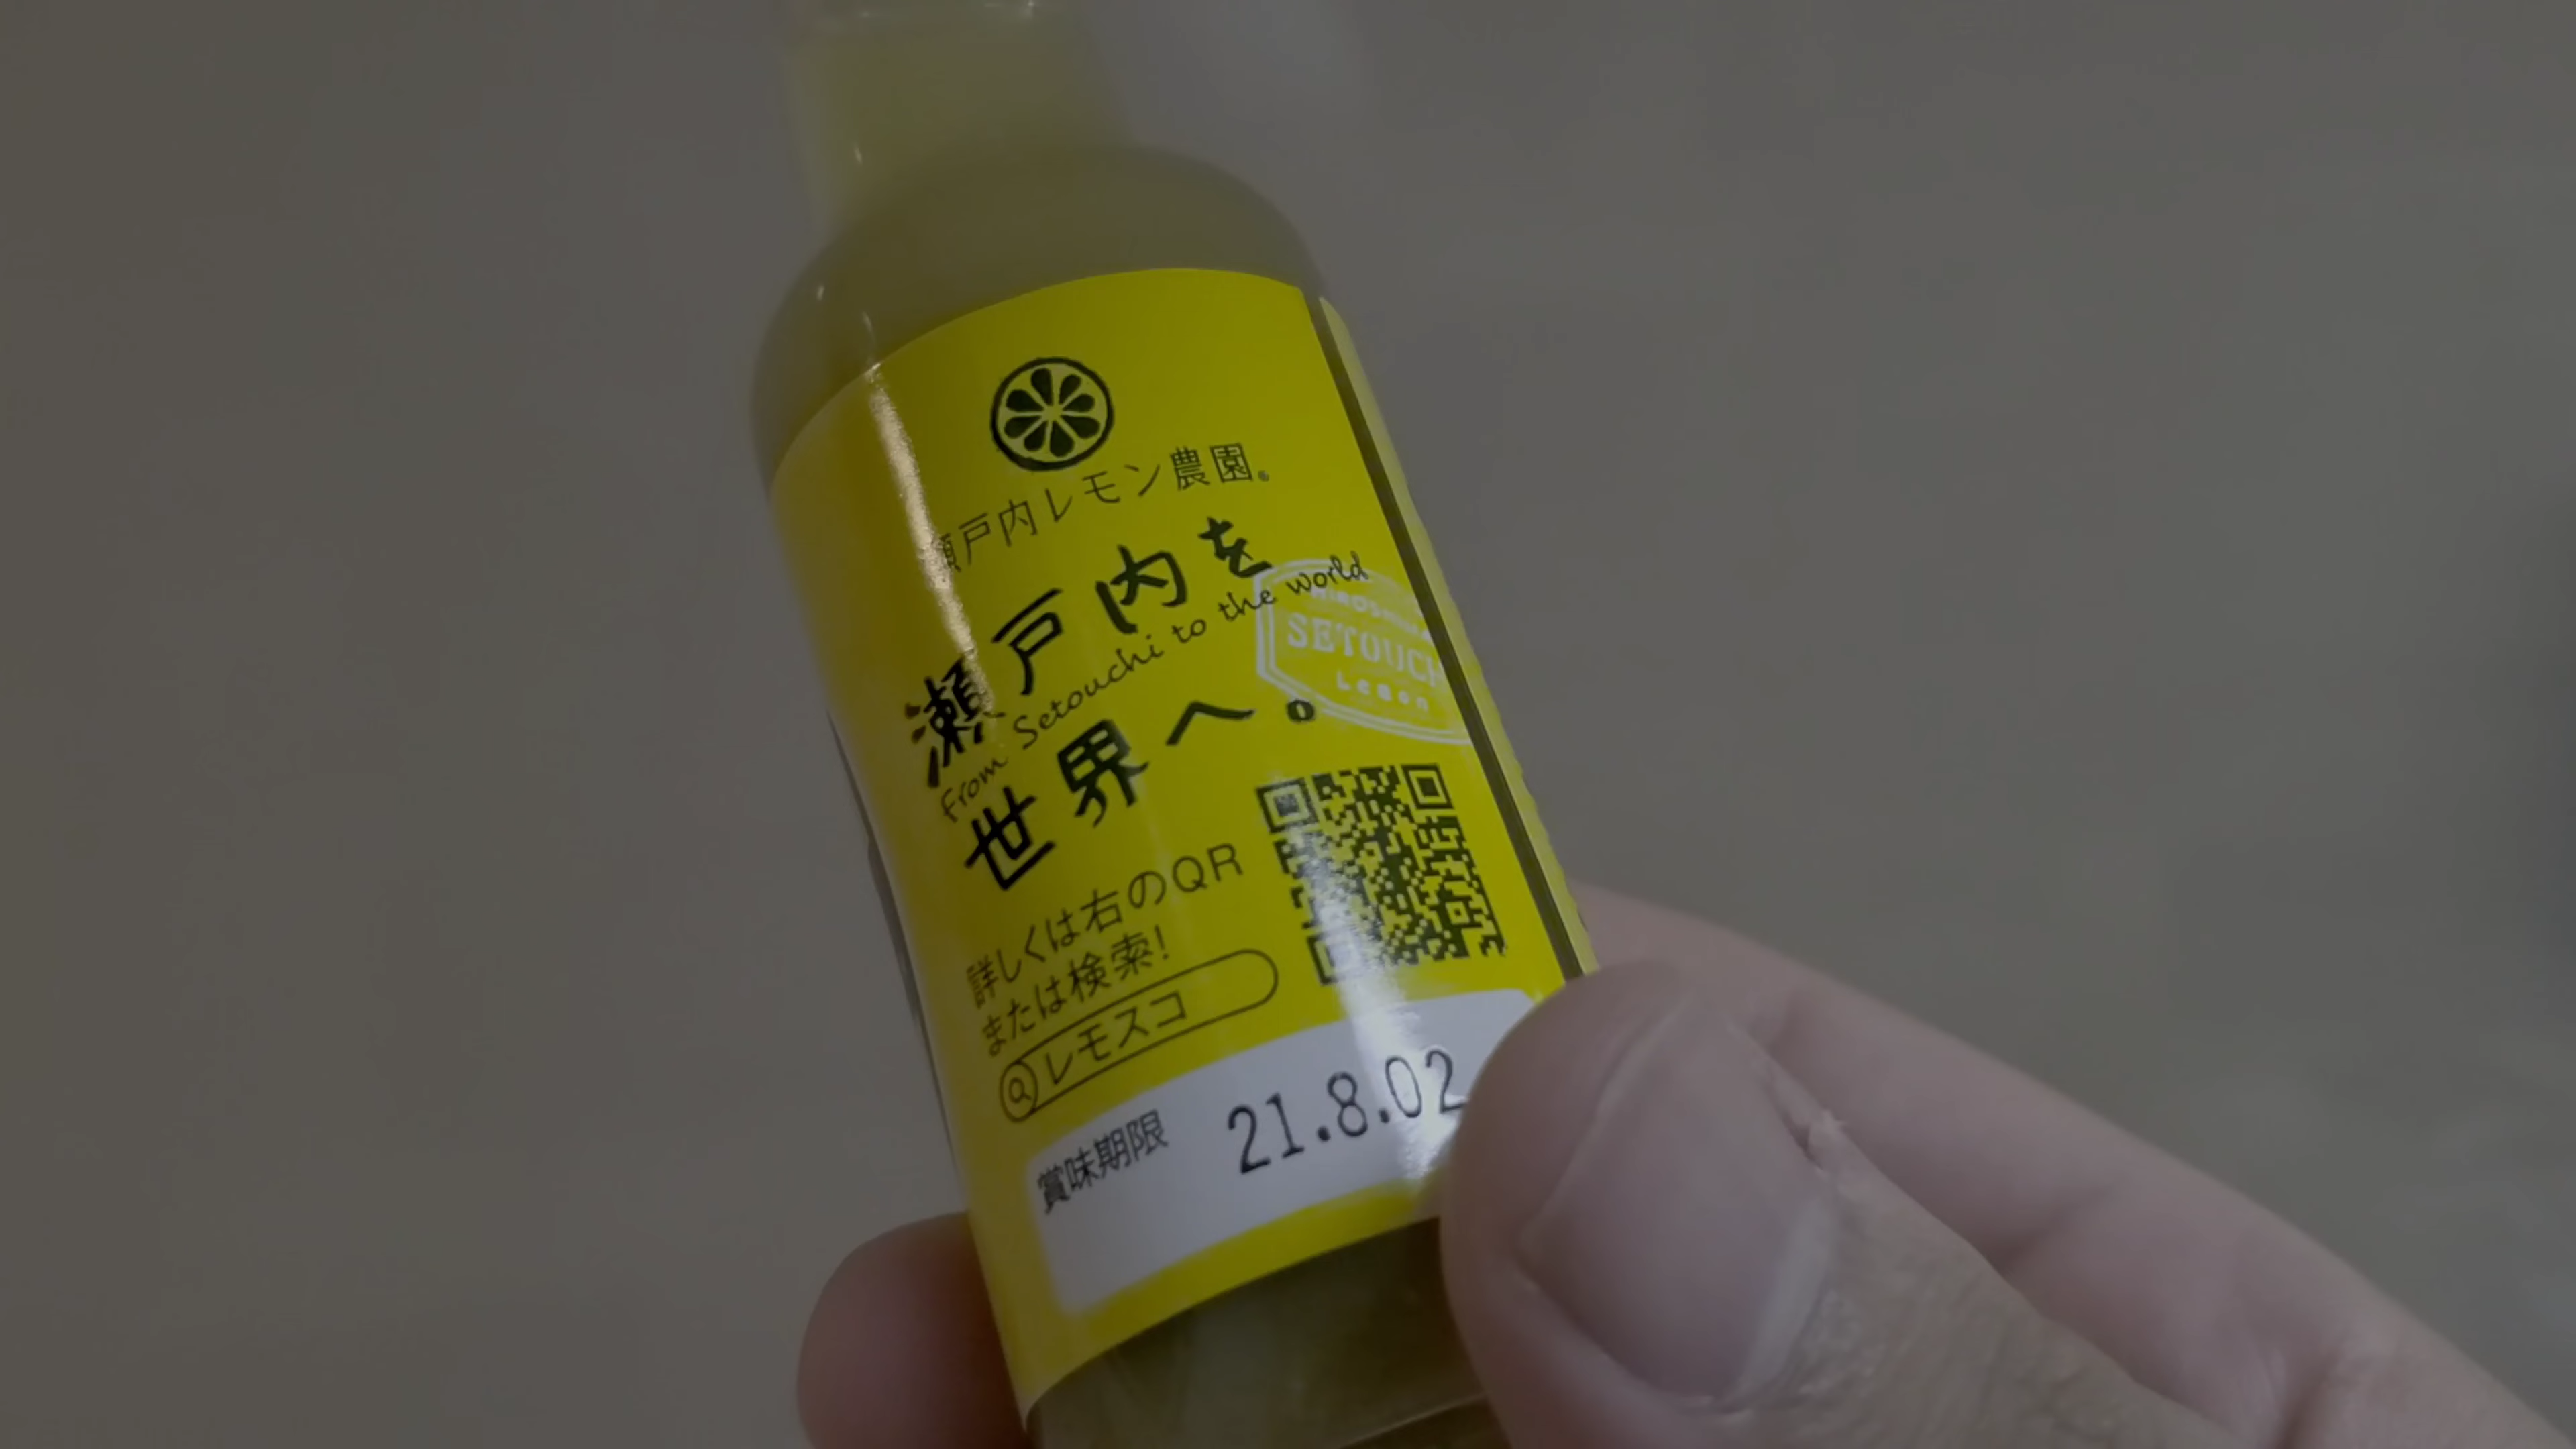 瀬戸内レモン農園®
瀬戸内を
From Setouchi to the world
世界へ。
SETOUCH
Lemon
詳しくは右のQR
または検索!
レモスコ
賞味期限 21.8.02